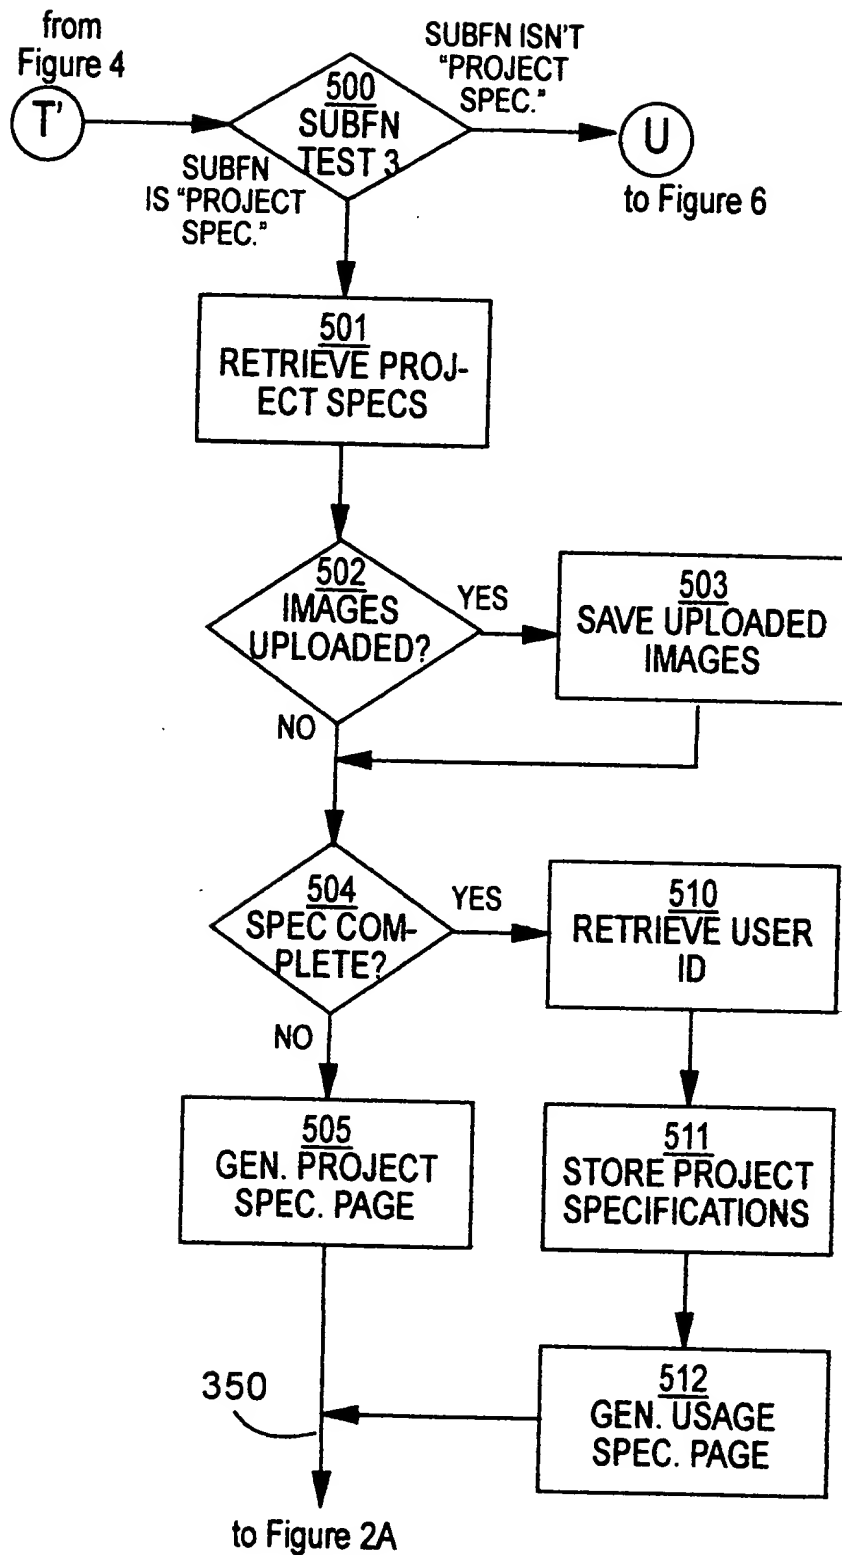 from
Figure 4
T'
500
SUBFN
TEST 3
SUBFN ISN'T
"PROJECT
SPEC."
U
to Figure 6
SUBFN
IS "PROJECT
SPEC."
501
RETRIEVE PROJ-
ECT SPECS
502
IMAGES
UPLOADED?
YES
503
SAVE UPLOADED
IMAGES
NO
504
SPEC COM-
PLETE?
YES
510
RETRIEVE USER
ID
NO
505
GEN. PROJECT
SPEC. PAGE
511
STORE PROJECT
SPECIFICATIONS
350
512
GEN. USAGE
SPEC. PAGE
to Figure 2A